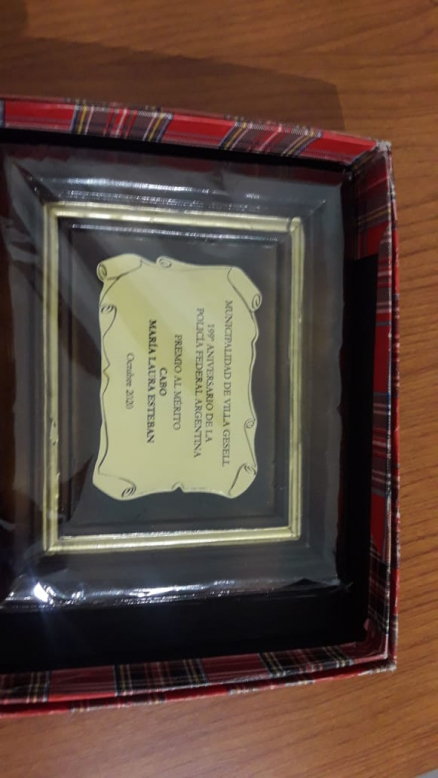 MUNICIPALIDAD DE VILLA GESELL
199º ANIVERSARIO DE LA
POLICÍA FEDERAL ARGENTINA
PREMIO AL MÉRITO
CABO
MARÍA LAURA ESTEBAN
Octubre 2020